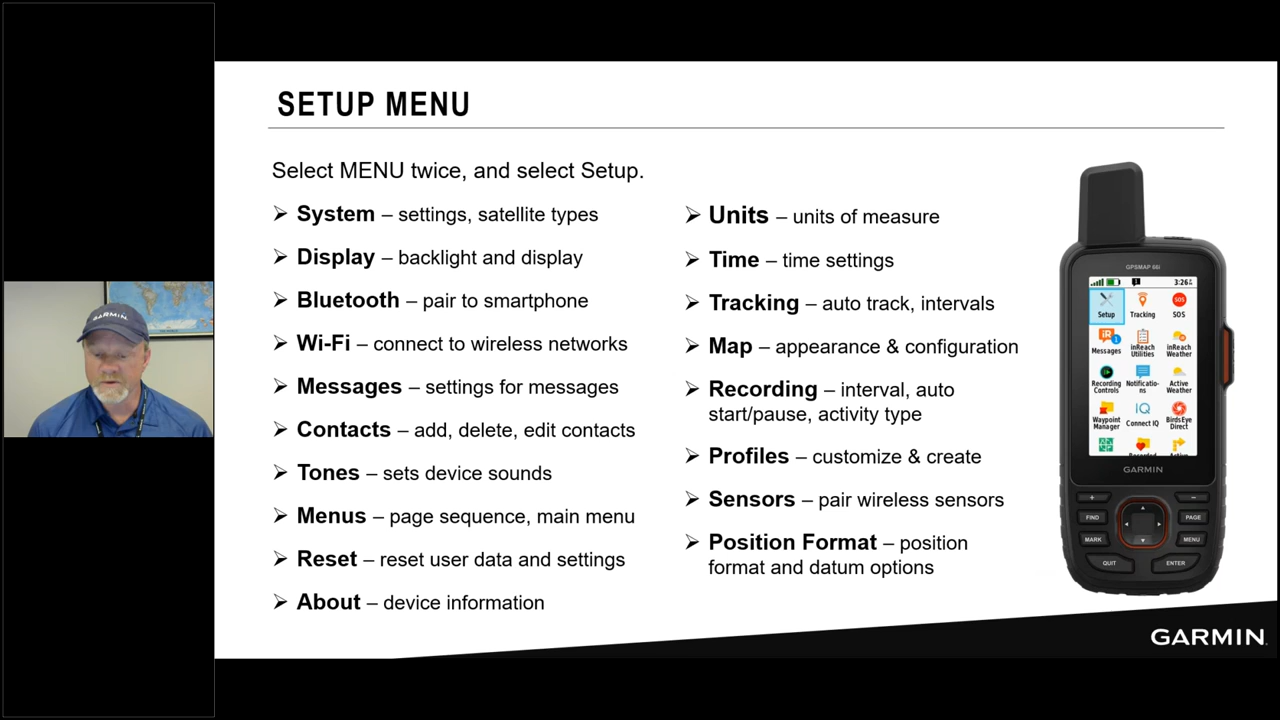 SETUP MENU
Select MENU twice, and select Setup.
➢ System – settings, satellite types
➢ Display – backlight and display
➢ Bluetooth – pair to smartphone
➢ Wi-Fi – connect to wireless networks
➢ Messages – settings for messages
➢ Contacts – add, delete, edit contacts
➢ Tones – sets device sounds
➢ Menus – page sequence, main menu
➢ Reset – reset user data and settings
➢ About – device information
➢ Units – units of measure
➢ Time – time settings
➢ Tracking – auto track, intervals
➢ Map – appearance & configuration
➢ Recording – interval, auto
start/pause, activity type
➢ Profiles – customize & create
➢ Sensors – pair wireless sensors
➢ Position Format – position
format and datum options
GPSMAP 66i
3:26
Setup
Tracking
SOS
SOS
Messages
inReach
Utilities
inReach
Weather
Recording
Controls
Notificatio-
ns
Active
Weather
Waypoint
Manager
IQ
Connect IQ
BirdsEye
Direct
GARMIN
FIND
PAGE
MARK
MENU
QUIT
ENTER
GARMIN
GARMIN